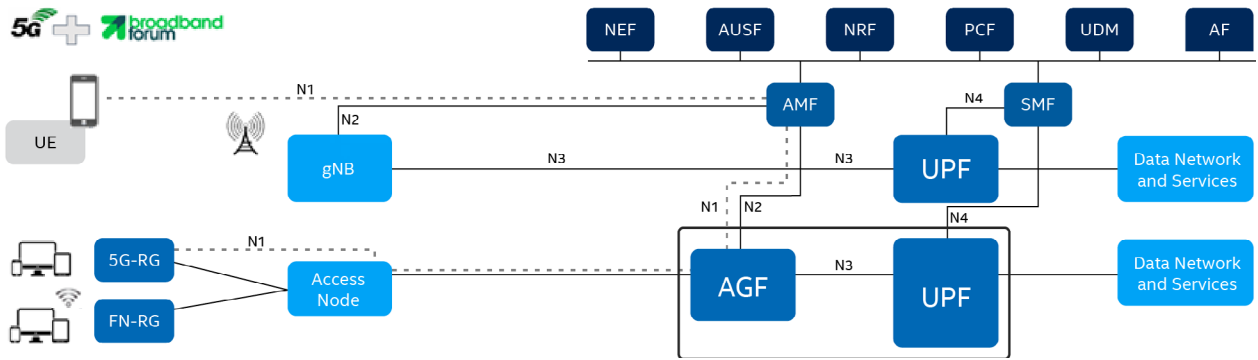 5G
broadband
forum
NEF
AUSF
NRF
PCF
UDM
AF
N1
AMF
N4
SMF
UE
N2
gNB
N3
N3
UPF
Data Network
and Services
N1
N2
N4
N1
5G-RG
Access
Node
AGF
N3
UPF
Data Network
and Services
FN-RG